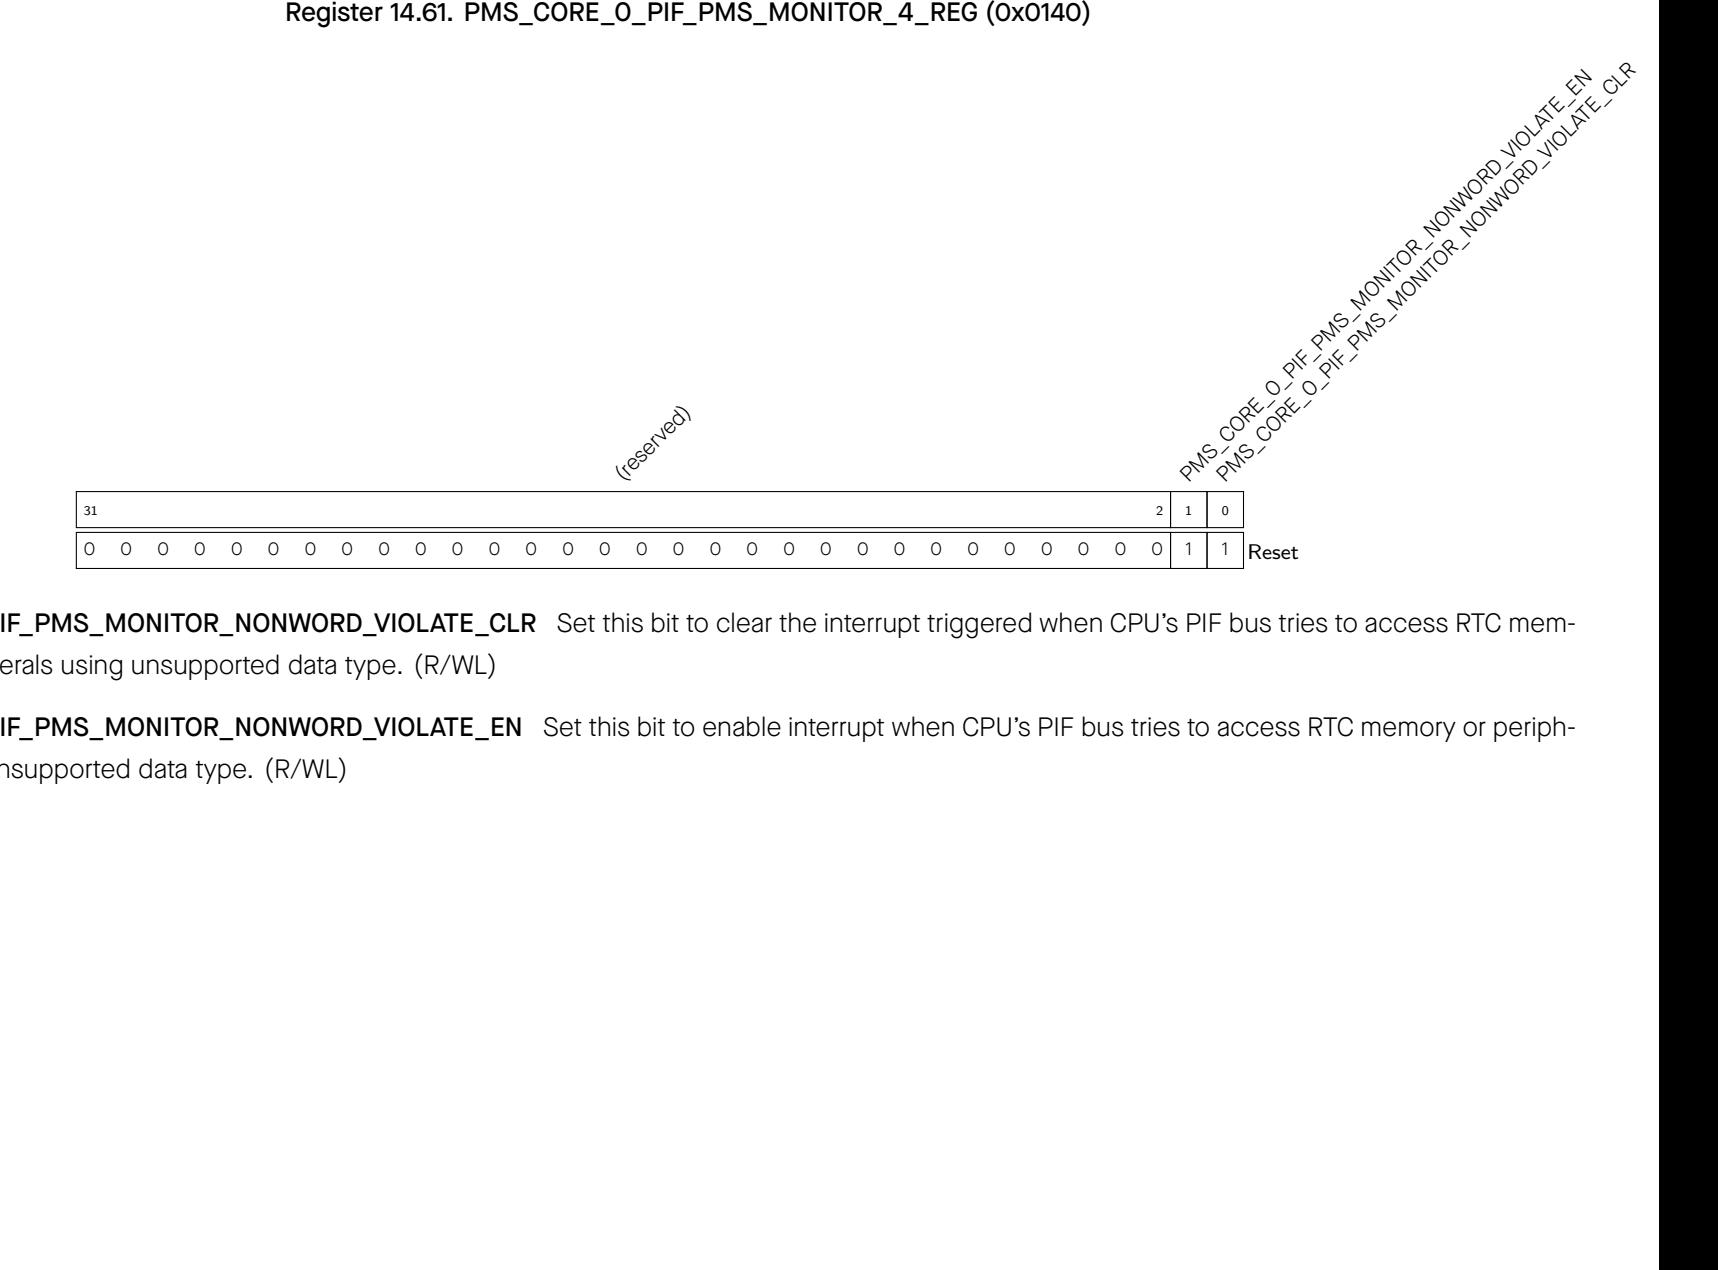 Register 14.61. PMS_CORE_0_PIF_PMS_MONITOR_4_REG (0x0140)
(reserved)
PMS_CORE_0_PIF_PMS_MONITOR_NONWORD_VIOLATE_EN
PMS_CORE_0_PIF_PMS_MONITOR_NONWORD_VIOLATE_CLR
31 2 1 0
0 0 0 0 0 0 0 0 0 0 0 0 0 0 0 0 0 0 0 0 0 0 0 0 0 0 0 0 0 0 1 1 Reset
IF_PMS_MONITOR_NONWORD_VIOLATE_CLR Set this bit to clear the interrupt triggered when CPU's PIF bus tries to access RTC mem-
erals using unsupported data type. (R/WL)
IF_PMS_MONITOR_NONWORD_VIOLATE_EN Set this bit to enable interrupt when CPU's PIF bus tries to access RTC memory or periph-
nsupported data type. (R/WL)